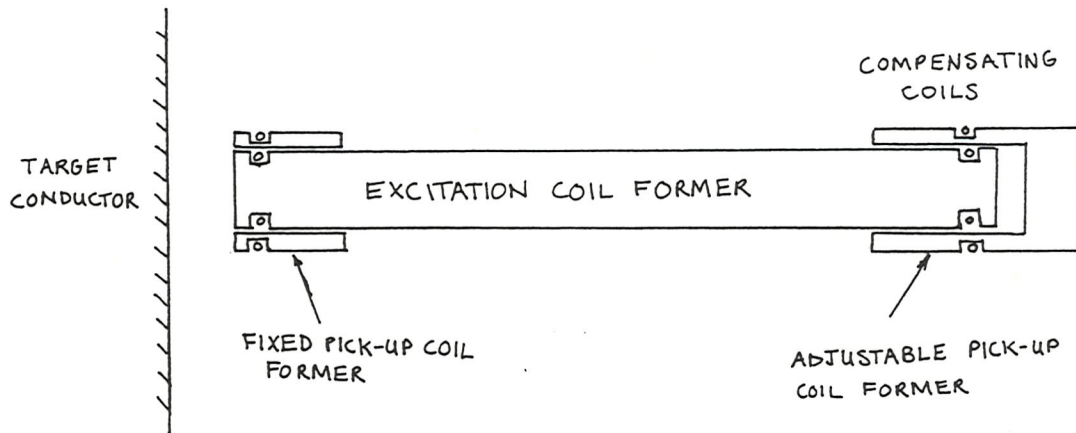 COMPENSATING
COILS
TARGET
CONDUCTOR
EXCITATION COIL FORMER
FIXED PICK-UP COIL
FORMER
ADJUSTABLE PICK-UP
COIL FORMER